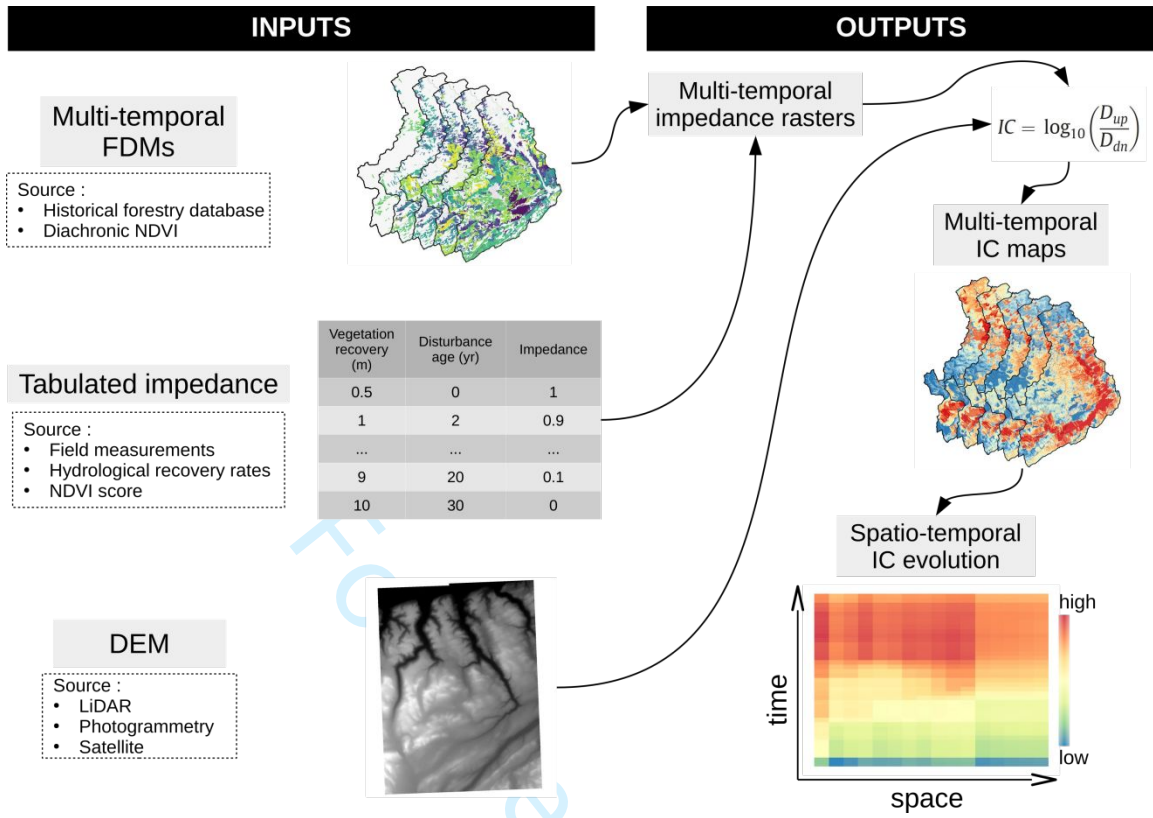 INPUTS
OUTPUTS
Multi-temporal
FDMs
Source :
• Historical forestry database
• Diachronic NDVI
Multi-temporal
impedance rasters
IC = log10(Dup/Ddn)
Multi-temporal
IC maps
Tabulated impedance
Source :
• Field measurements
• Hydrological recovery rates
• NDVI score
Vegetation recovery (m) Disturbance age (yr) Impedance
0.5 0 1
1 2 0.9
... ... ...
9 20 0.1
10 30 0
Spatio-temporal
IC evolution
high
low
time
space
DEM
Source :
• LiDAR
• Photogrammetry
• Satellite